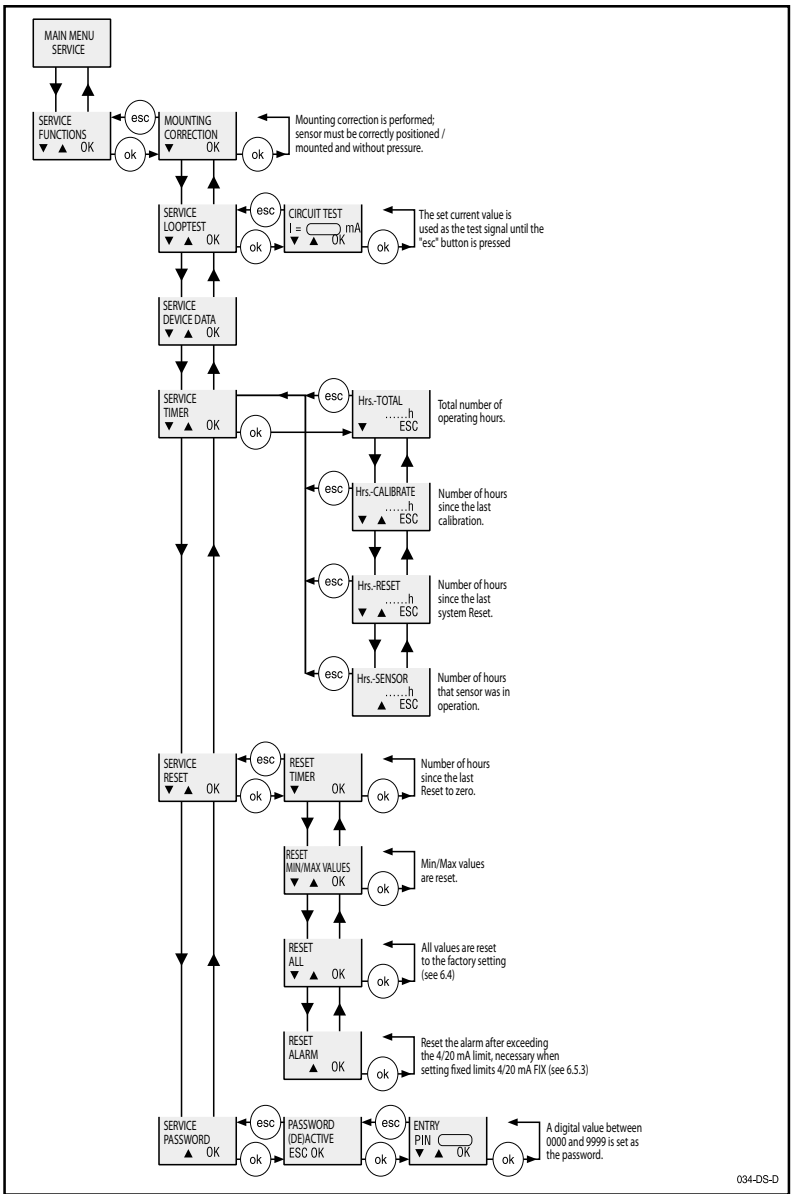 MAIN MENU
SERVICE
SERVICE
FUNCTIONS
▼ ▲ OK
esc
ok
MOUNTING
CORRECTION
▼ OK
ok
Mounting correction is performed;
sensor must be correctly positioned /
mounted and without pressure.
SERVICE
LOOPTEST
▼ ▲ OK
esc
ok
CIRCUIT TEST
I = mA
▼ ▲ OK
ok
The set current value is
used as the test signal until the
"esc" button is pressed
SERVICE
DEVICE DATA
▼ ▲ OK
SERVICE
TIMER
▼ ▲ OK
esc
ok
Hrs.-TOTAL
......h
▼ ESC
Total number of
operating hours.
esc
Hrs.-CALIBRATE
......h
▼ ▲ ESC
Number of hours
since the last
calibration.
esc
Hrs.-RESET
......h
▼ ▲ ESC
Number of hours
since the last
system Reset.
esc
Hrs.-SENSOR
......h
▲ ESC
Number of hours
that sensor was in
operation.
SERVICE
RESET
▼ ▲ OK
esc
ok
RESET
TIMER
▼ OK
ok
Number of hours
since the last
Reset to zero.
RESET
MIN/MAX VALUES
▼ ▲ OK
ok
Min/Max values
are reset.
RESET
ALL
▼ ▲ OK
ok
All values are reset
to the factory setting
(see 6.4)
RESET
ALARM
▲ OK
ok
Reset the alarm after exceeding
the 4/20 mA limit, necessary when
setting fixed limits 4/20 mA FIX (see 6.5.3)
SERVICE
PASSWORD
▲ OK
esc
ok
PASSWORD
(DE)ACTIVE
ESC OK
esc
ok
ENTRY
PIN
▼ ▲ OK
ok
A digital value between
0000 and 9999 is set as
the password.
034-DS-D